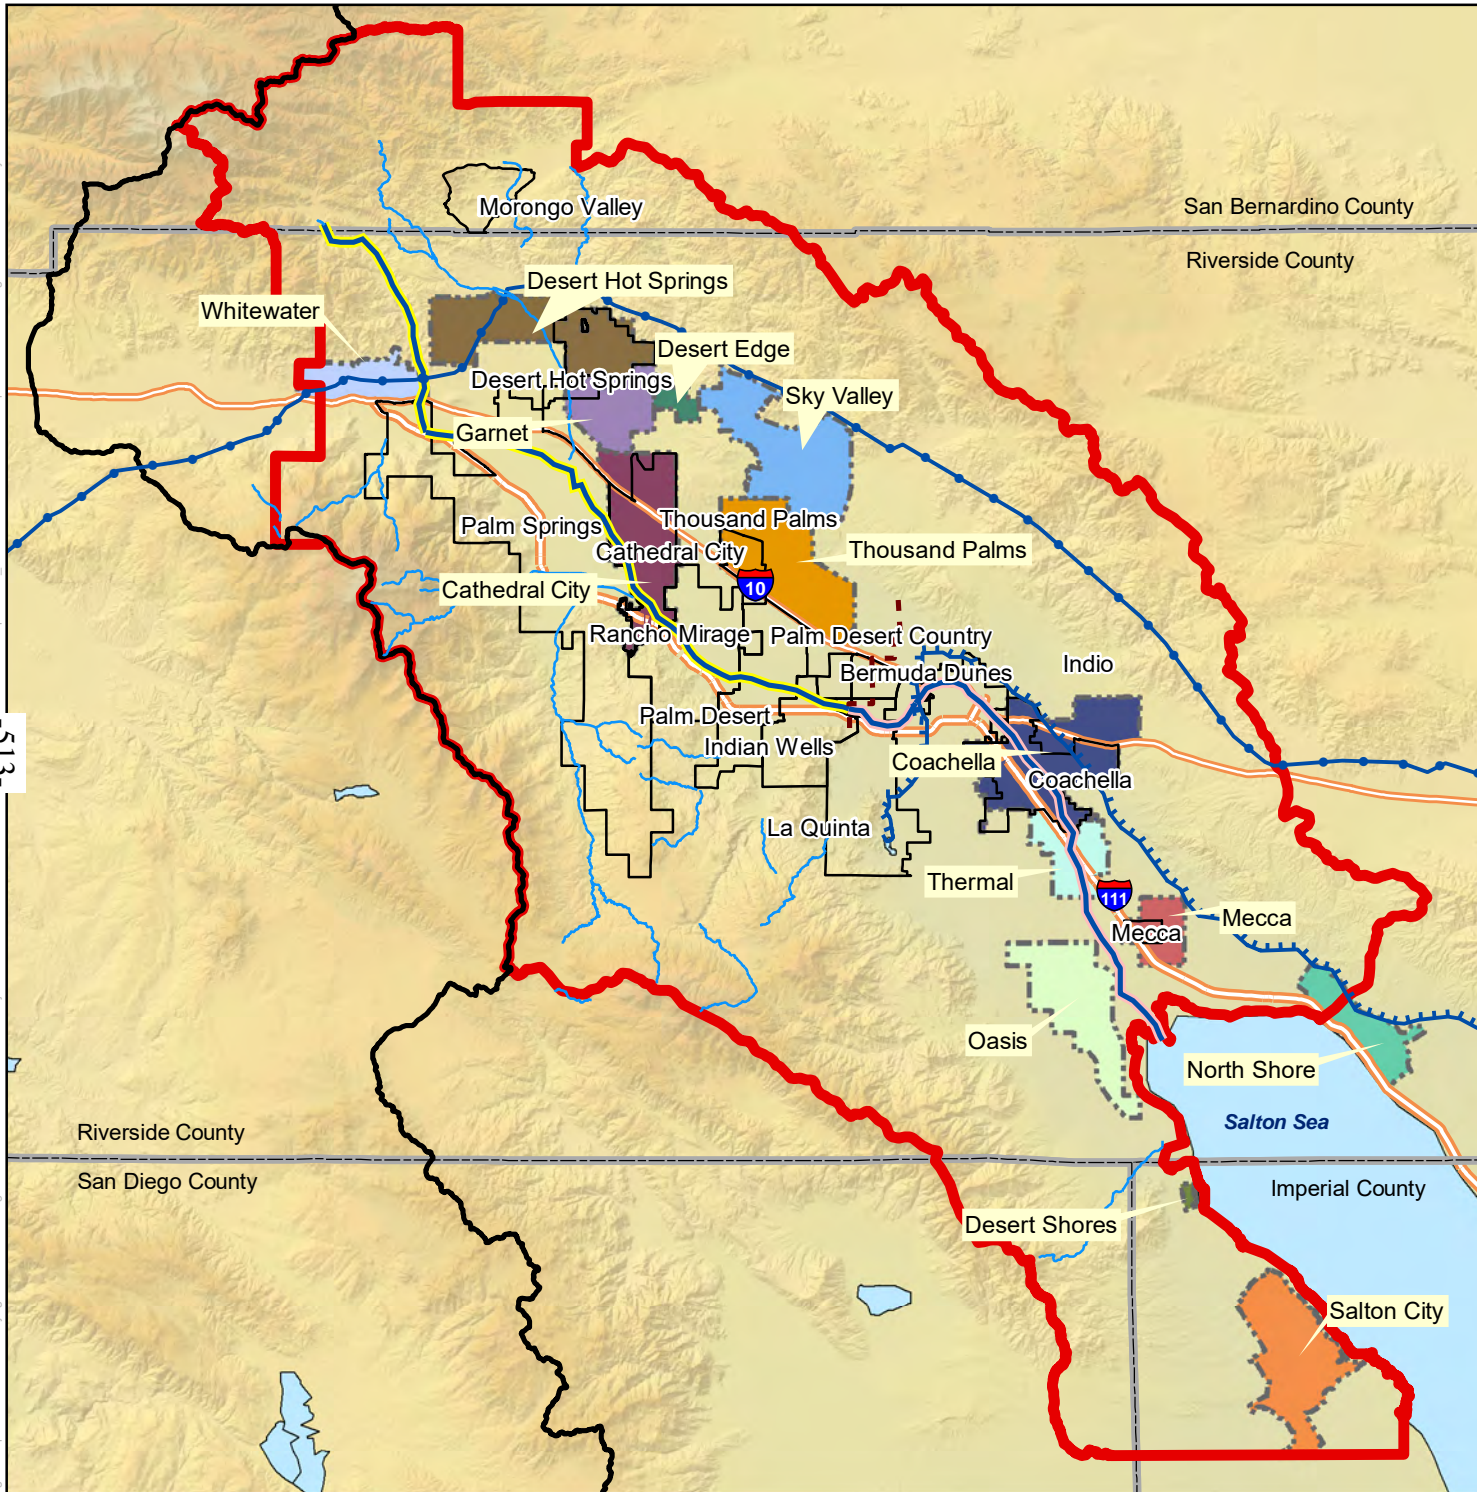 San Bernardino County
Morongo Valley
Riverside County
Desert Hot Springs
Whitewater
Desert Edge
Desert Hot Springs
Sky Valley
Garnet
Thousand Palms
Palm Springs
Cathedral City
Thousand Palms
Cathedral City
10
Rancho Mirage
Palm Desert Country
Indio
Bermuda Dunes
Palm Desert
Indian Wells
Coachella
Coachella
-513-
La Quinta
Thermal
111
Mecca
Mecca
Oasis
North Shore
Salton Sea
Riverside County
San Diego County
Imperial County
Desert Shores
Salton City